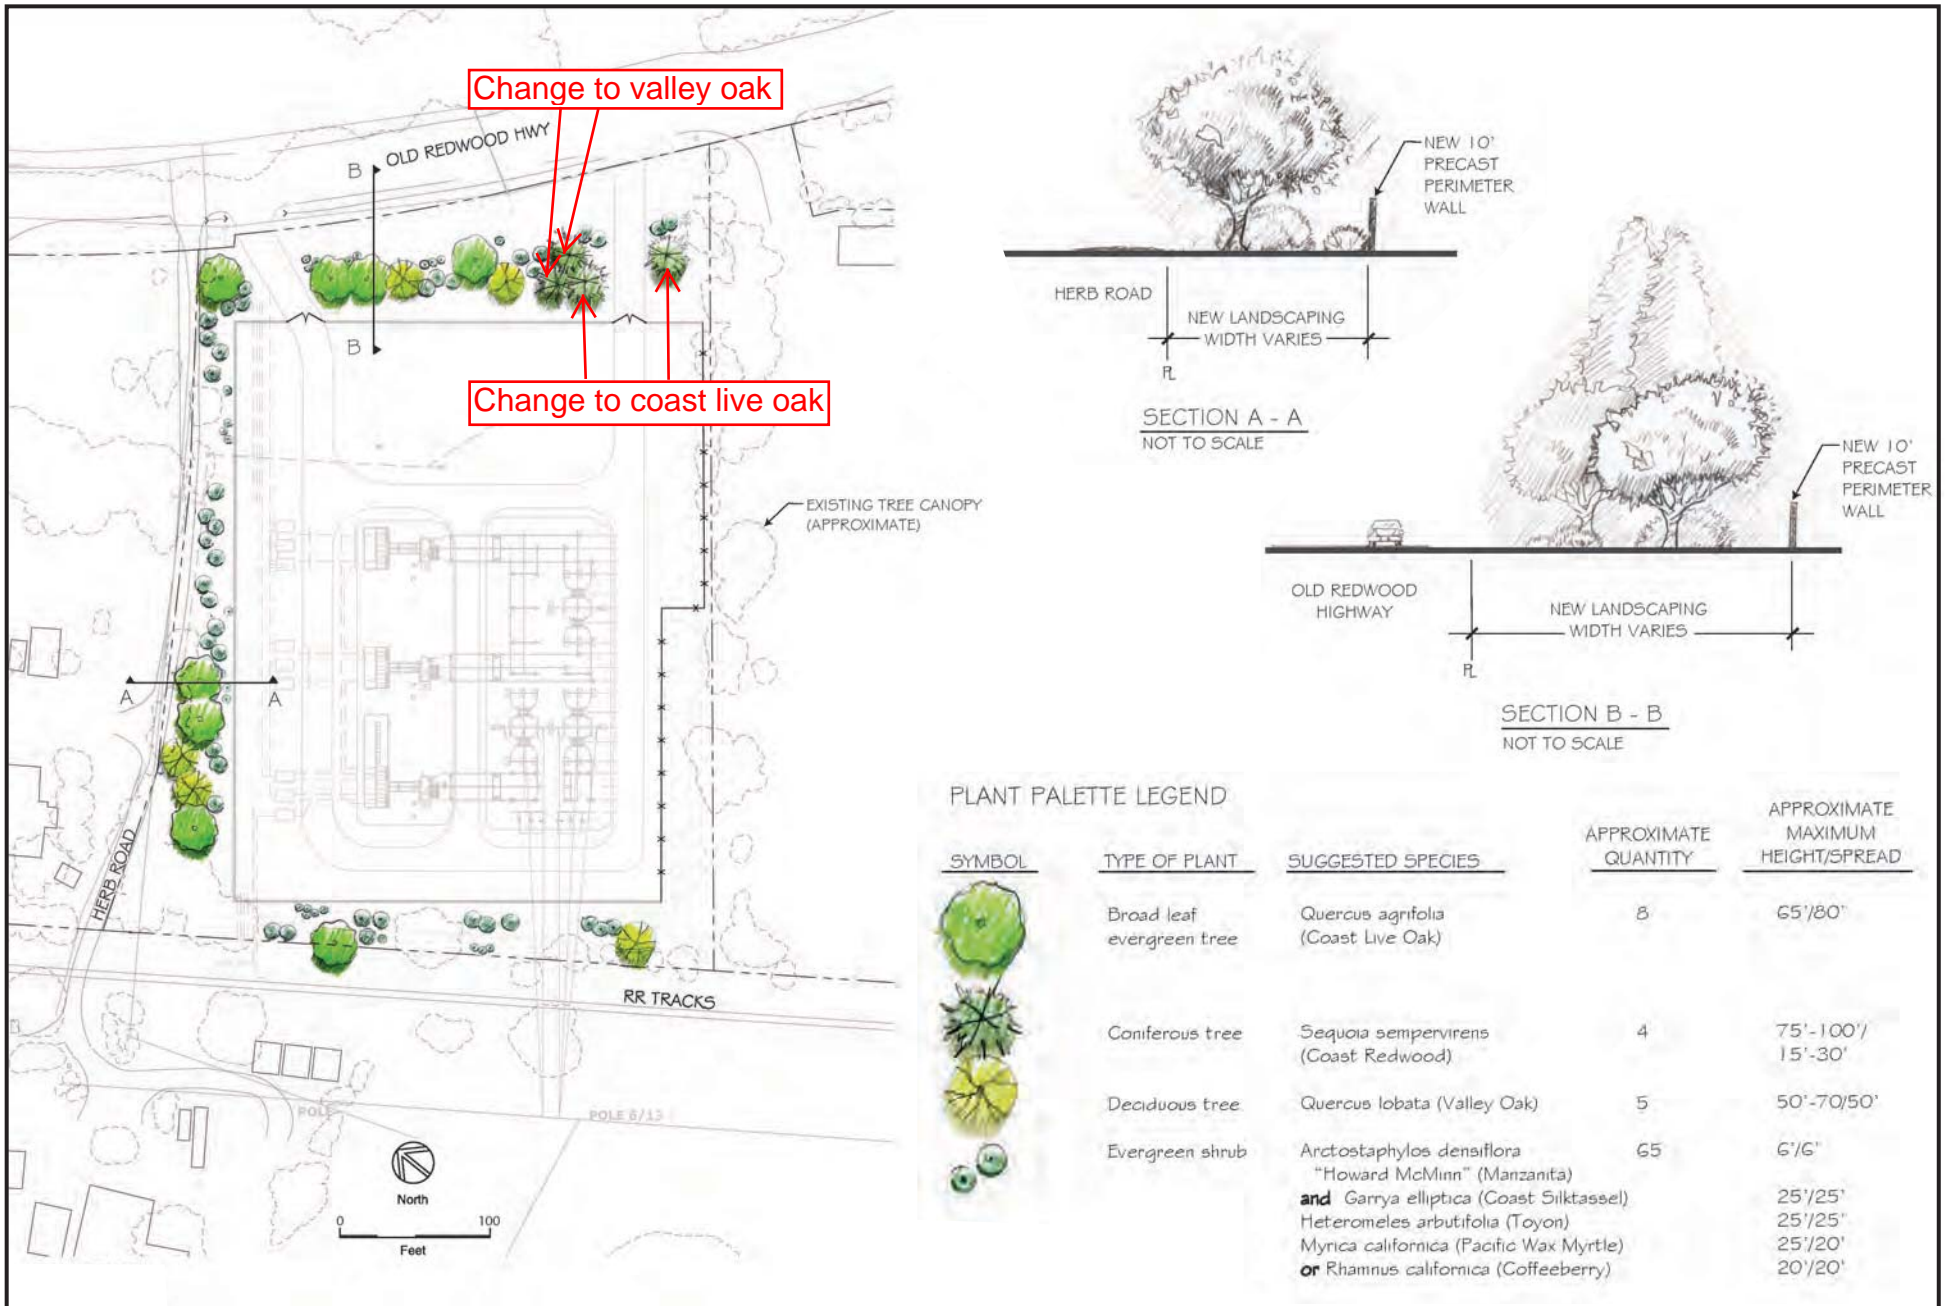 Change to valley oak
OLD REDWOOD HWY
B
B
Change to coast live oak
EXISTING TREE CANOPY
(APPROXIMATE)
A
A
HERB ROAD
RR TRACKS
POLE
POLE 6/13
North
0 100
Feet
NEW 10'
PRECAST
PERIMETER
WALL
HERB ROAD
NEW LANDSCAPING
WIDTH VARIES
PL
SECTION A - A
NOT TO SCALE
NEW 10'
PRECAST
PERIMETER
WALL
OLD REDWOOD
HIGHWAY
NEW LANDSCAPING
WIDTH VARIES
PL
SECTION B - B
NOT TO SCALE
PLANT PALETTE LEGEND
SYMBOL
TYPE OF PLANT
SUGGESTED SPECIES
APPROXIMATE
QUANTITY
APPROXIMATE
MAXIMUM
HEIGHT/SPREAD
Broad leaf
evergreen tree
Quercus agrifolia
(Coast Live Oak)
8
65'/80'
Coniferous tree
Sequoia sempervirens
(Coast Redwood)
4
75'-100'/
15'-30'
Deciduous tree
Quercus lobata (Valley Oak)
5
50'-70/50'
Evergreen shrub
Arctostaphylos densiflora
"Howard McMinn" (Manzanita)
65
6'/6'
and Garrya elliptica (Coast Silktassel) 25'/25'
Heteromeles arbutifolia (Toyon) 25'/25'
Myrica californica (Pacific Wax Myrtle) 25'/20'
or Rhamnus californica (Coffeeberry) 20'/20'